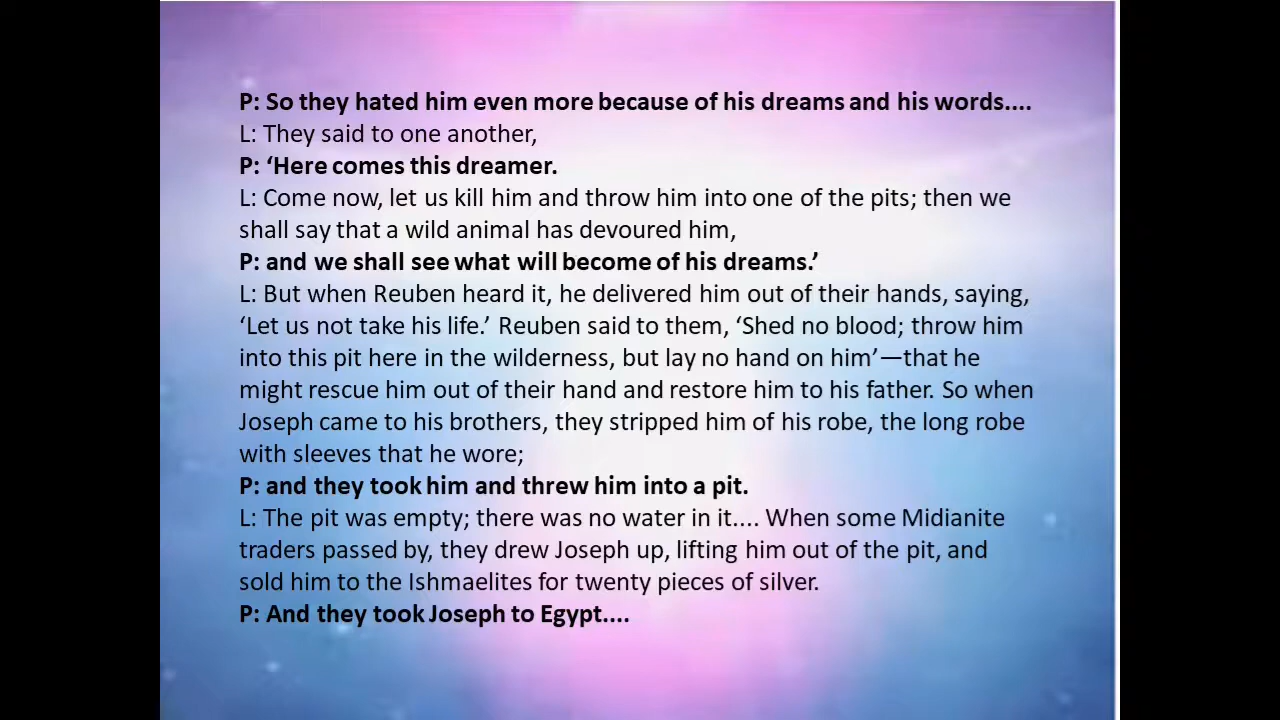 P: So they hated him even more because of his dreams and his words....
L: They said to one another,
P: ‘Here comes this dreamer.
L: Come now, let us kill him and throw him into one of the pits; then we
shall say that a wild animal has devoured him,
P: and we shall see what will become of his dreams.’
L: But when Reuben heard it, he delivered him out of their hands, saying,
‘Let us not take his life.’ Reuben said to them, ‘Shed no blood; throw him
into this pit here in the wilderness, but lay no hand on him’—that he
might rescue him out of their hand and restore him to his father. So when
Joseph came to his brothers, they stripped him of his robe, the long robe
with sleeves that he wore;
P: and they took him and threw him into a pit.
L: The pit was empty; there was no water in it.... When some Midianite
traders passed by, they drew Joseph up, lifting him out of the pit, and
sold him to the Ishmaelites for twenty pieces of silver.
P: And they took Joseph to Egypt....